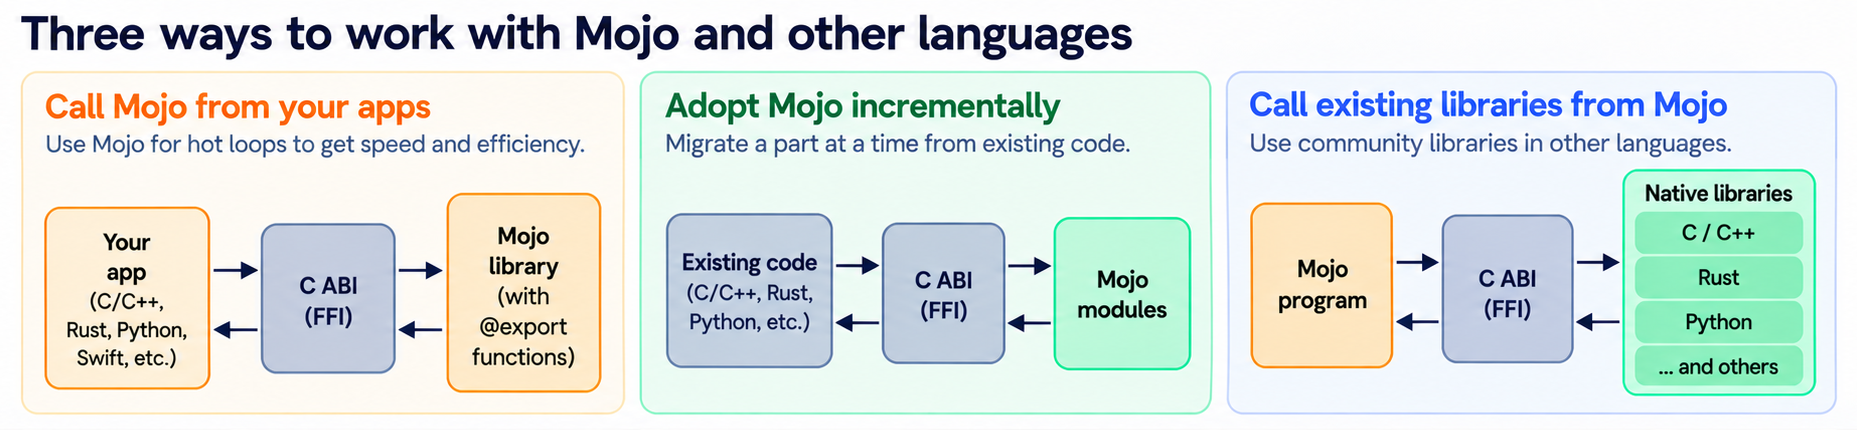 Three ways to work with Mojo and other languages
Call Mojo from your apps
Use Mojo for hot loops to get speed and efficiency.
Your
app
(C/C++,
Rust, Python,
Swift, etc.)
C ABI
(FFI)
Mojo
library
(with
@export
functions)
Adopt Mojo incrementally
Migrate a part at a time from existing code.
Existing code
(C/C++, Rust,
Python, etc.)
C ABI
(FFI)
Mojo
modules
Call existing libraries from Mojo
Use community libraries in other languages.
Mojo
program
C ABI
(FFI)
Native libraries
C / C++
Rust
Python
... and others